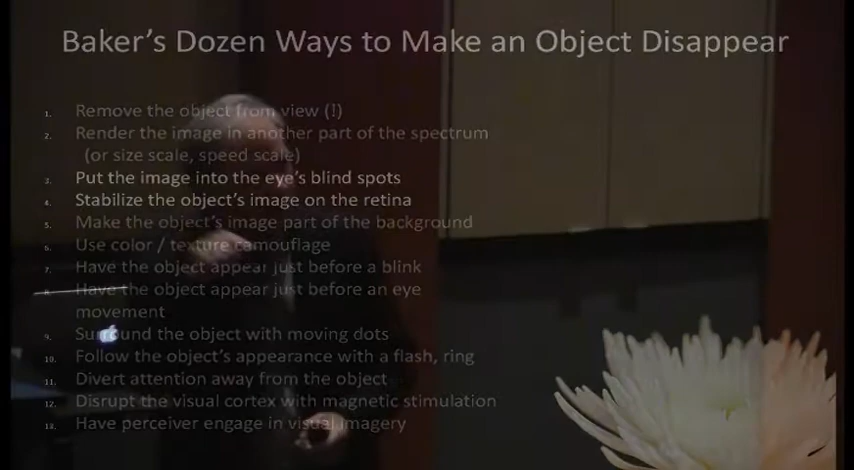 Baker's Dozen Ways to Make an Object Disappear
1. Remove the object from view (!)
2. Render the image in another part of the spectrum
(or size scale, speed scale)
3. Put the image into the eye's blind spots
4. Stabilize the object's image on the retina
5. Make the object's image part of the background
6. Use color / texture camouflage
7. Have the object appear just before a blink
8. Have the object appear just before an eye
movement
9. Surround the object with moving dots
10. Follow the object's appearance with a flash, ring
11. Divert attention away from the object
12. Disrupt the visual cortex with magnetic stimulation
13. Have perceiver engage in visual imagery